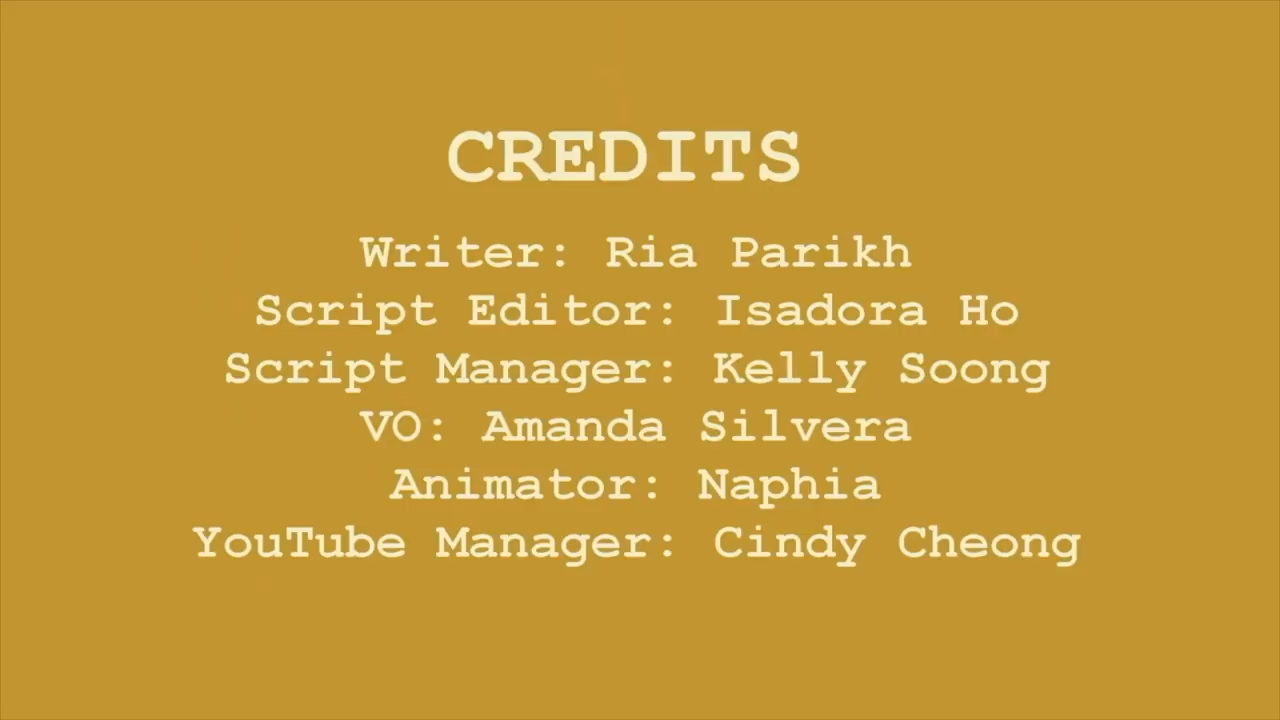 CREDITS
Writer: Ria Parikh
Script Editor: Isadora Ho
Script Manager: Kelly Soong
VO: Amanda Silvera
Animator: Naphia
YouTube Manager: Cindy Cheong